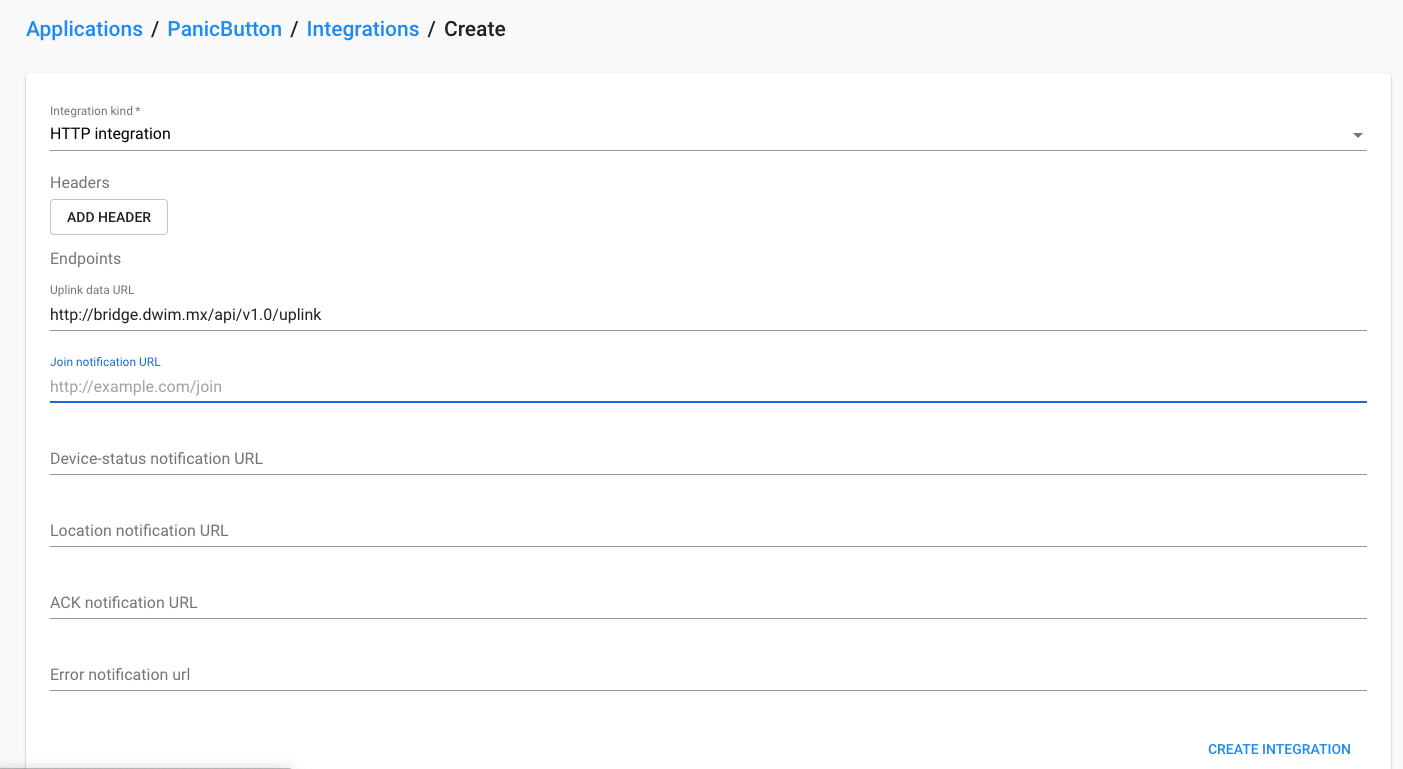 Applications / PanicButton / Integrations / Create
Integration kind *
HTTP integration
Headers
ADD HEADER
Endpoints
Uplink data URL
http://bridge.dwim.mx/api/v1.0/uplink
Join notification URL
http://example.com/join
Device-status notification URL
Location notification URL
ACK notification URL
Error notification url
CREATE INTEGRATION